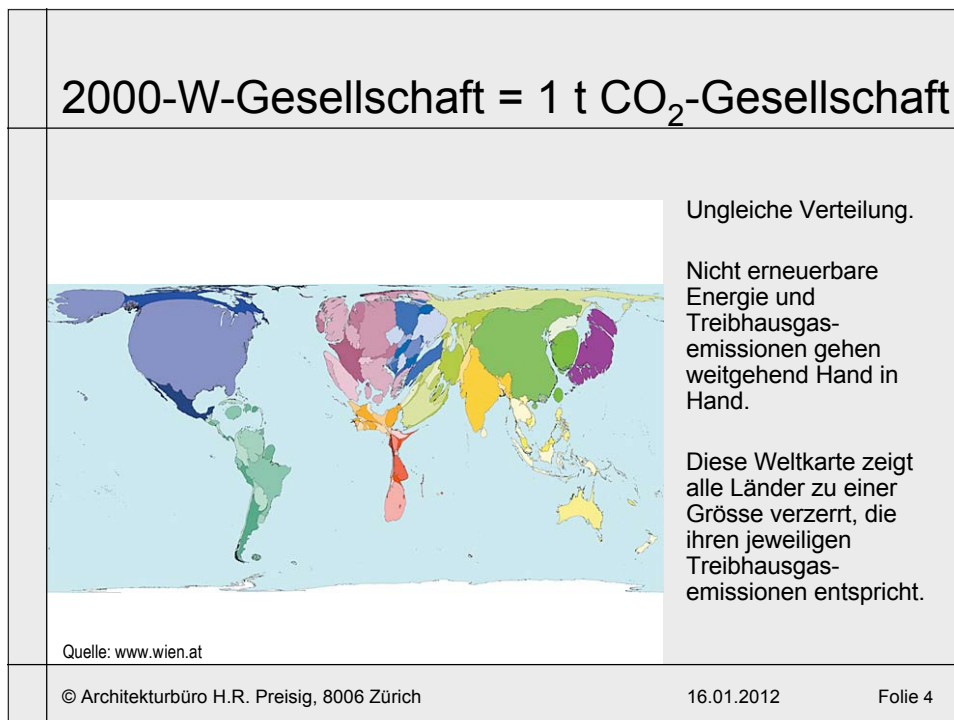 2000-W-Gesellschaft = 1 t CO₂-Gesellschaft
Ungleiche Verteilung.
Nicht erneuerbare
Energie und
Treibhausgas-
emissionen gehen
weitgehend Hand in
Hand.
Diese Weltkarte zeigt
alle Länder zu einer
Grösse verzerrt, die
ihren jeweiligen
Treibhausgas-
emissionen entspricht.
Quelle: www.wien.at
© Architekturbüro H.R. Preisig, 8006 Zürich 16.01.2012 Folie 4